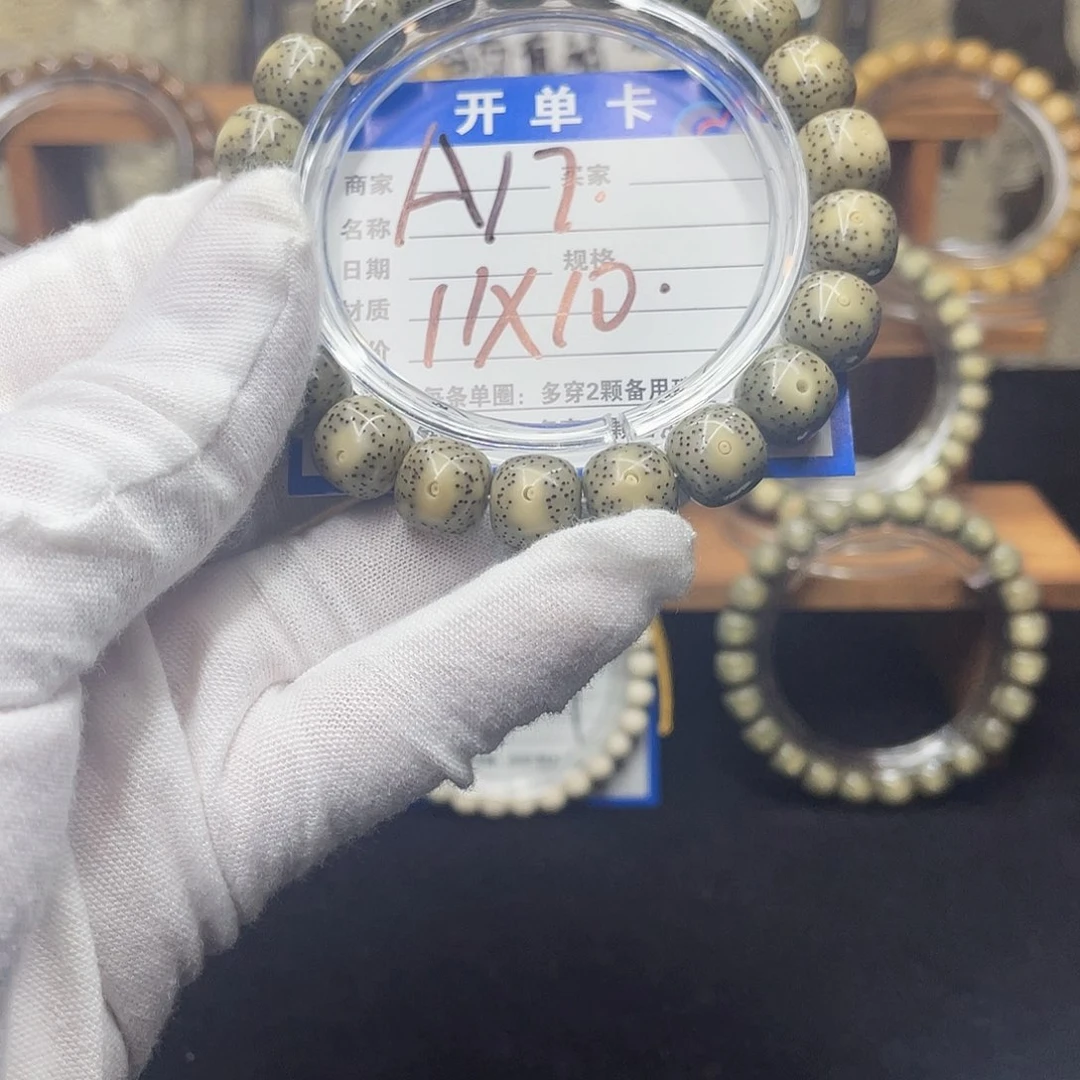 开单卡
商家 A17. 买家
名称
日期 规格
材质 11X10.
价
每条单圈：多穿2颗备用